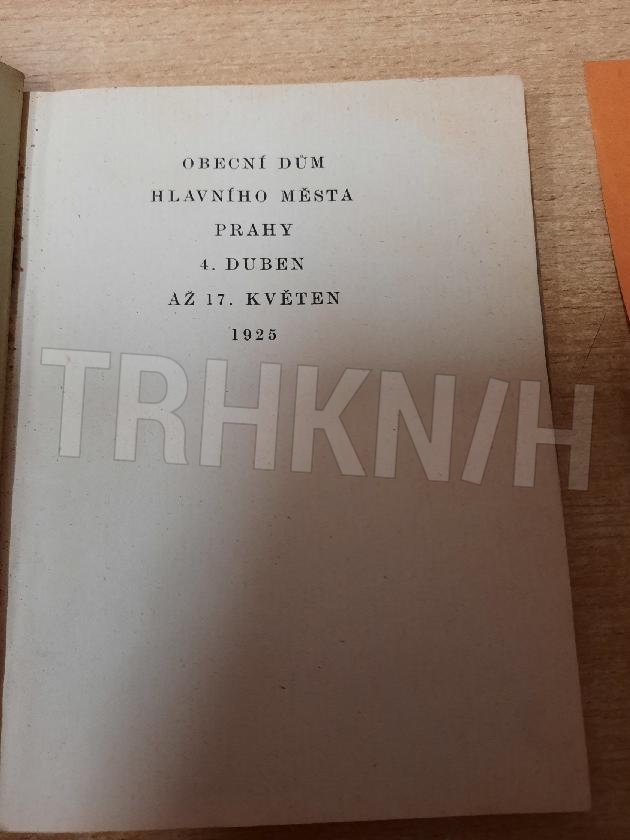 OBECNÍ DŮM
HLAVNÍHO MĚSTA
PRAHY
4. DUBEN
AŽ 17. KVĚTEN
1925
TRHKNIH